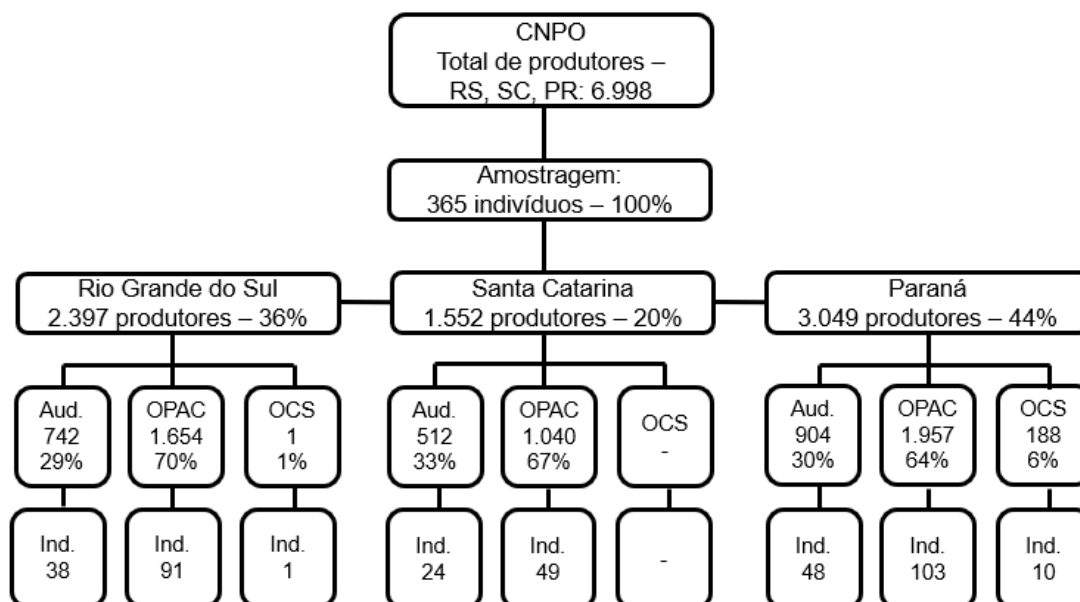 CNPO
Total de produtores –
RS, SC, PR: 6.998
Amostragem:
365 indivíduos – 100%
Rio Grande do Sul
2.397 produtores – 36%
Santa Catarina
1.552 produtores – 20%
Paraná
3.049 produtores – 44%
Aud.
742
29%
OPAC
1.654
70%
OCS
1
1%
Aud.
512
33%
OPAC
1.040
67%
OCS
-
Aud.
904
30%
OPAC
1.957
64%
OCS
188
6%
Ind.
38
Ind.
91
Ind.
1
Ind.
24
Ind.
49
-
Ind.
48
Ind.
103
Ind.
10